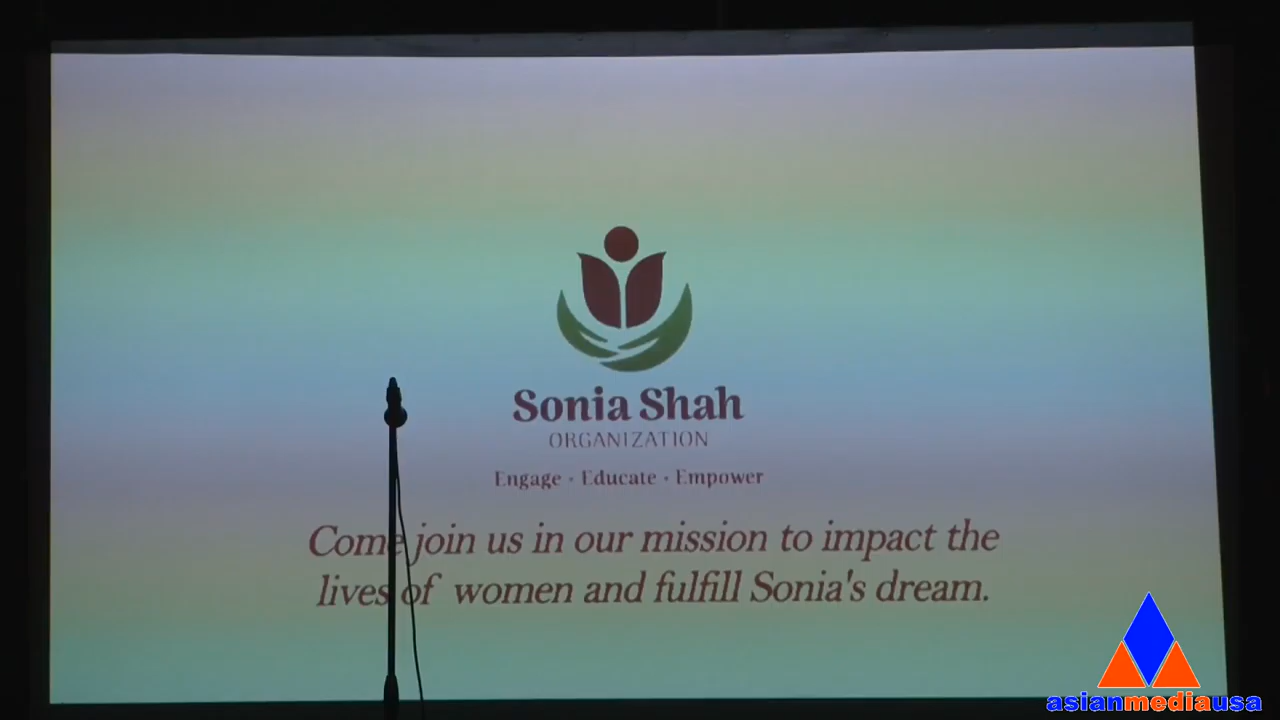 Sonia Shah
ORGANIZATION
Engage · Educate · Empower
Come join us in our mission to impact the
lives of women and fulfill Sonia's dream.
asianmediausa